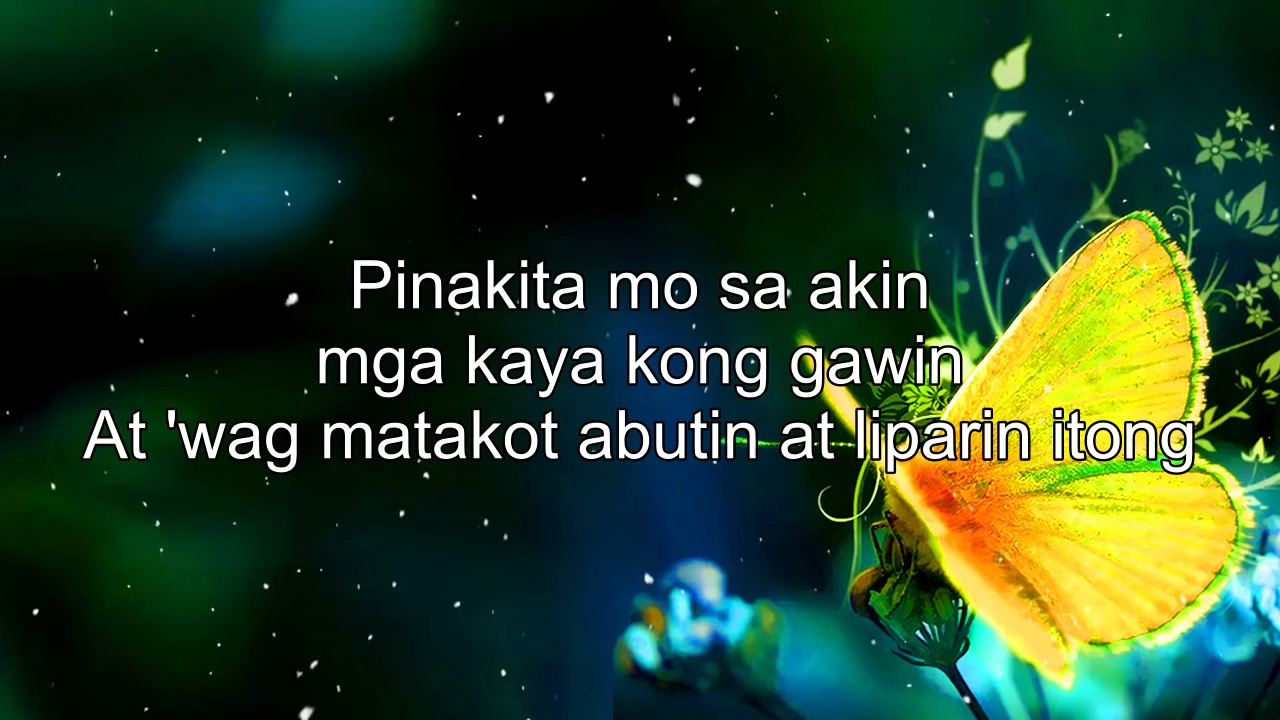 Pinakita mo sa akin
mga kaya kong gawin
At 'wag matakot abutin at liparin itong